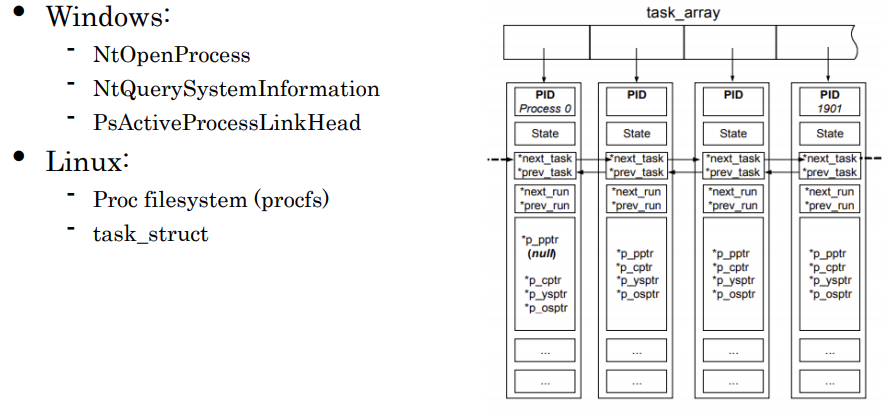 • Windows:
- NtOpenProcess
- NtQuerySystemInformation
- PsActiveProcessLinkHead
• Linux:
- Proc filesystem (procfs)
- task_struct
task_array
PID
Process 0
State
*next_task
*prev_task
*next_run
*prev_run
*p_pptr
(null)
*p_cptr
*p_ysptr
*p_osptr
...
...
PID
State
*next_task
*prev_task
*next_run
*prev_run
*p_pptr
*p_cptr
*p_ysptr
*p_osptr
...
...
PID
State
*next_task
*prev_task
*next_run
*prev_run
*p_pptr
*p_cptr
*p_ysptr
*p_osptr
...
...
PID
1901
State
*next_task
*prev_task
*next_run
*prev_run
*p_pptr
*p_cptr
*p_ysptr
*p_osptr
...
...